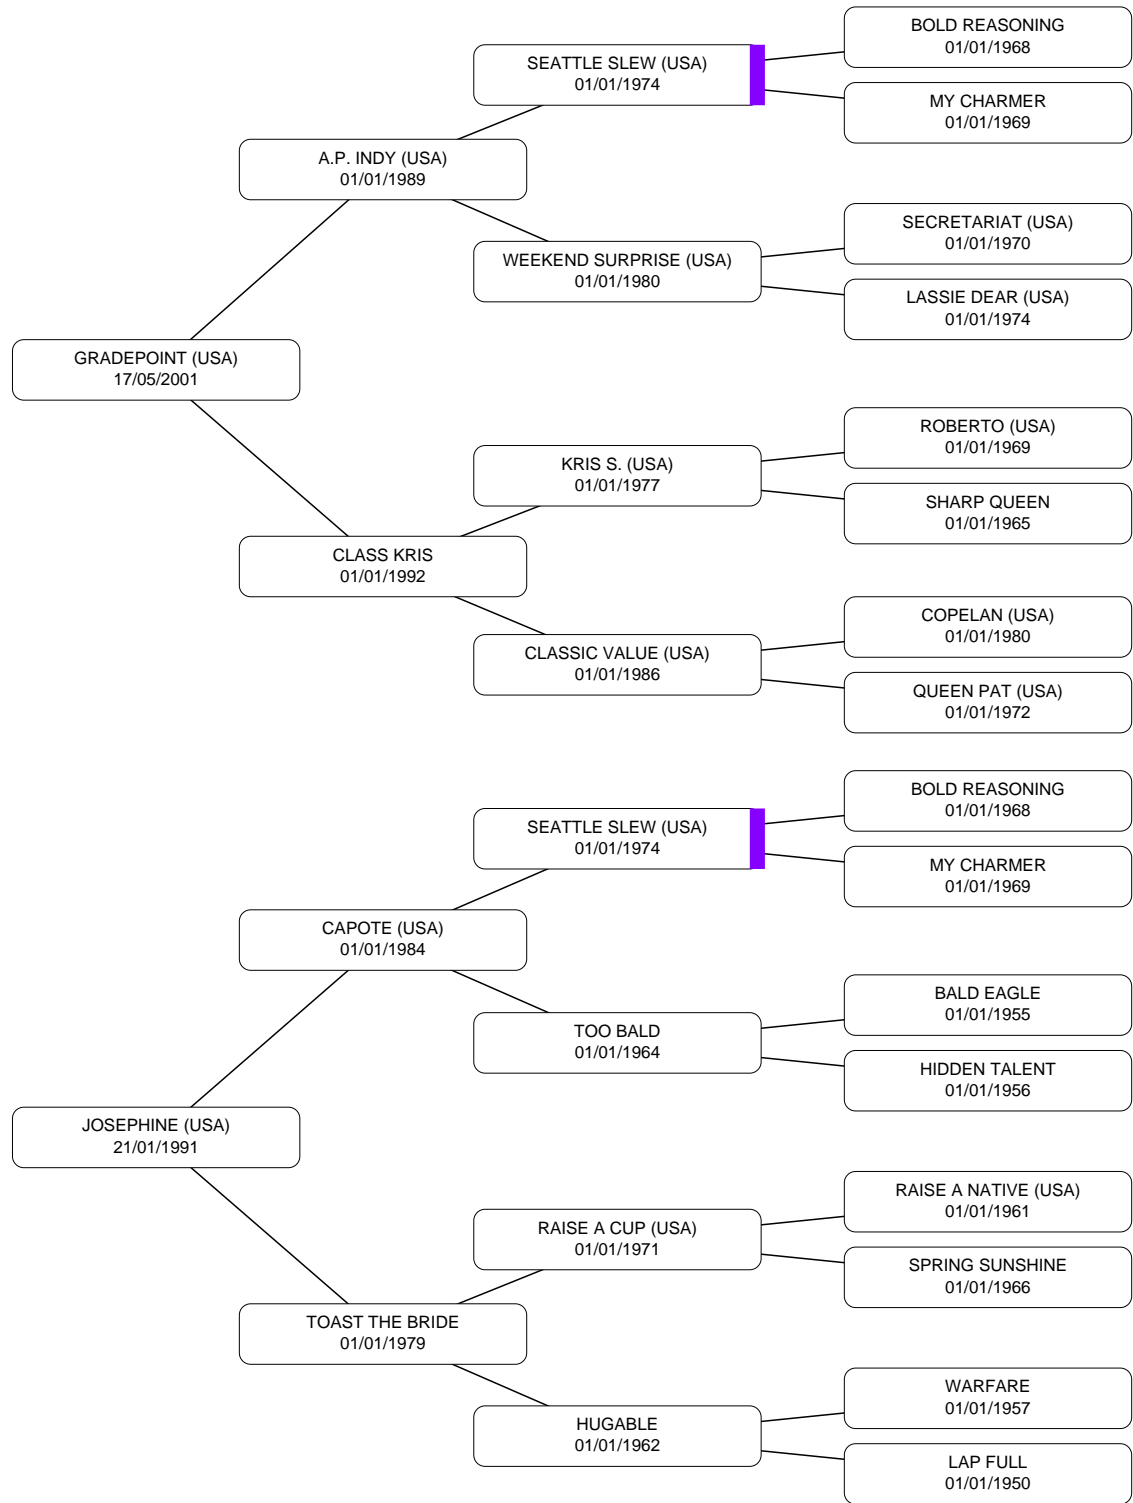 BOLD REASONING
01/01/1968
SEATTLE SLEW (USA)
01/01/1974
MY CHARMER
01/01/1969
A.P. INDY (USA)
01/01/1989
SECRETARIAT (USA)
01/01/1970
WEEKEND SURPRISE (USA)
01/01/1980
LASSIE DEAR (USA)
01/01/1974
GRADEPOINT (USA)
17/05/2001
ROBERTO (USA)
01/01/1969
KRIS S. (USA)
01/01/1977
SHARP QUEEN
01/01/1965
CLASS KRIS
01/01/1992
COPELAN (USA)
01/01/1980
CLASSIC VALUE (USA)
01/01/1986
QUEEN PAT (USA)
01/01/1972
BOLD REASONING
01/01/1968
SEATTLE SLEW (USA)
01/01/1974
MY CHARMER
01/01/1969
CAPOTE (USA)
01/01/1984
BALD EAGLE
01/01/1955
TOO BALD
01/01/1964
HIDDEN TALENT
01/01/1956
JOSEPHINE (USA)
21/01/1991
RAISE A NATIVE (USA)
01/01/1961
RAISE A CUP (USA)
01/01/1971
SPRING SUNSHINE
01/01/1966
TOAST THE BRIDE
01/01/1979
WARFARE
01/01/1957
HUGABLE
01/01/1962
LAP FULL
01/01/1950